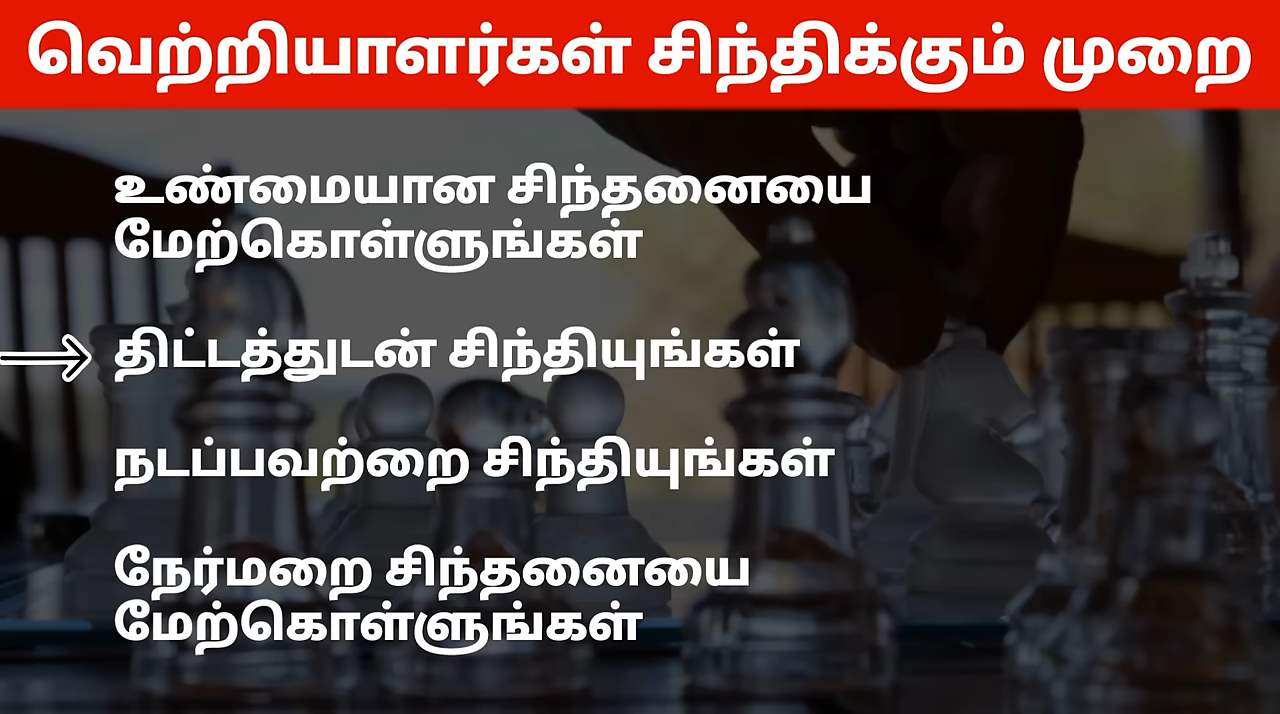 வெற்றியாளர்கள் சிந்திக்கும் முறை
உண்மையான சிந்தனையை
மேற்கொள்ளுங்கள்
திட்டத்துடன் சிந்தியுங்கள்
நடப்பவற்றை சிந்தியுங்கள்
நேர்மறை சிந்தனையை
மேற்கொள்ளுங்கள்